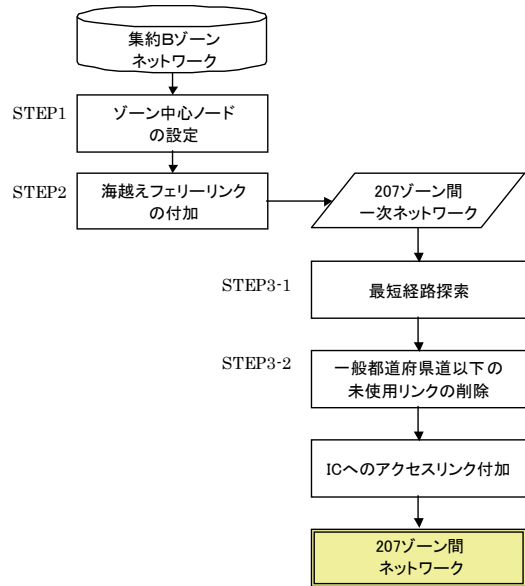 集約Bゾーン
ネットワーク
STEP1
ゾーン中心ノード
の設定
STEP2
海越えフェリーリンク
の付加
207ゾーン間
一次ネットワーク
STEP3-1
最短経路探索
STEP3-2
一般都道府県道以下の
未使用リンクの削除
ICへのアクセスリンク付加
207ゾーン間
ネットワーク